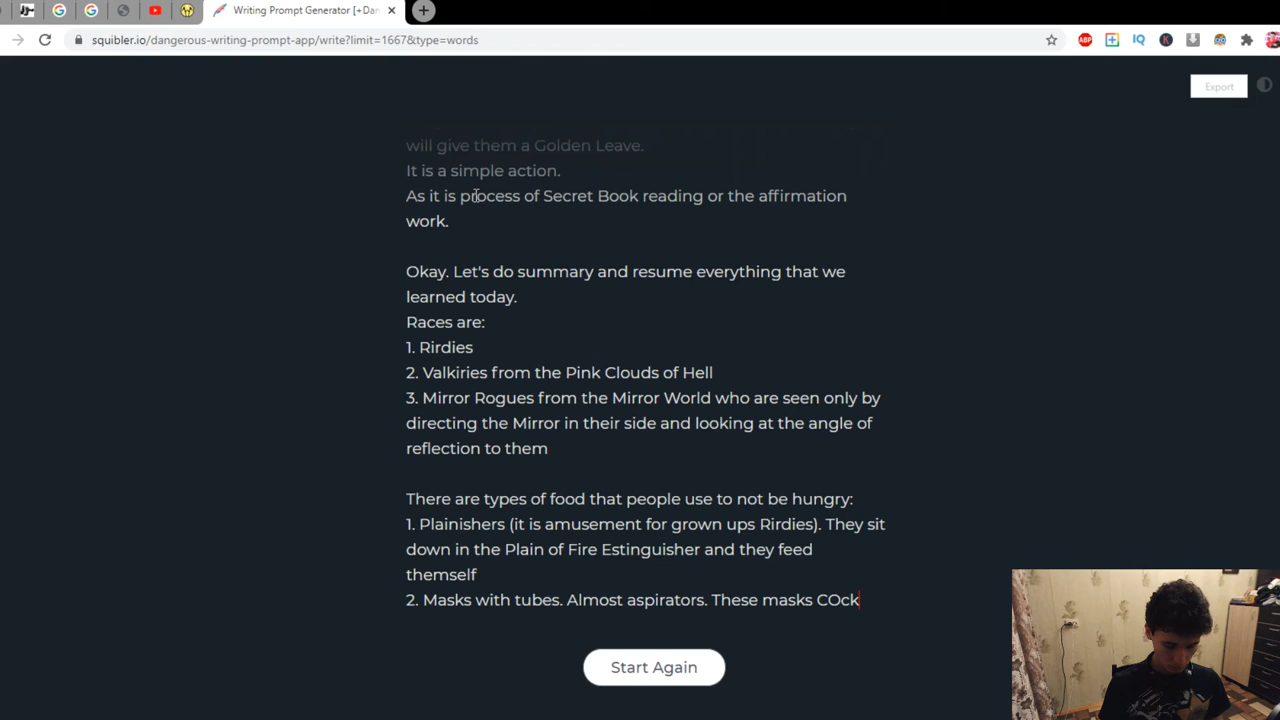 Writing Prompt Generator [+Dan
squibler.io/dangerous-writing-prompt-app/write?limit=1667&type=words
ABP
IQ
K
Export
will give them a Golden Leave.
It is a simple action.
As it is process of Secret Book reading or the affirmation
work.
Okay. Let's do summary and resume everything that we
learned today.
Races are:
1. Rirdies
2. Valkiries from the Pink Clouds of Hell
3. Mirror Rogues from the Mirror World who are seen only by
directing the Mirror in their side and looking at the angle of
reflection to them
There are types of food that people use to not be hungry:
1. Plainishers (it is amusement for grown ups Rirdies). They sit
down in the Plain of Fire Estinguisher and they feed
themself
2. Masks with tubes. Almost aspirators. These masks COck
Start Again